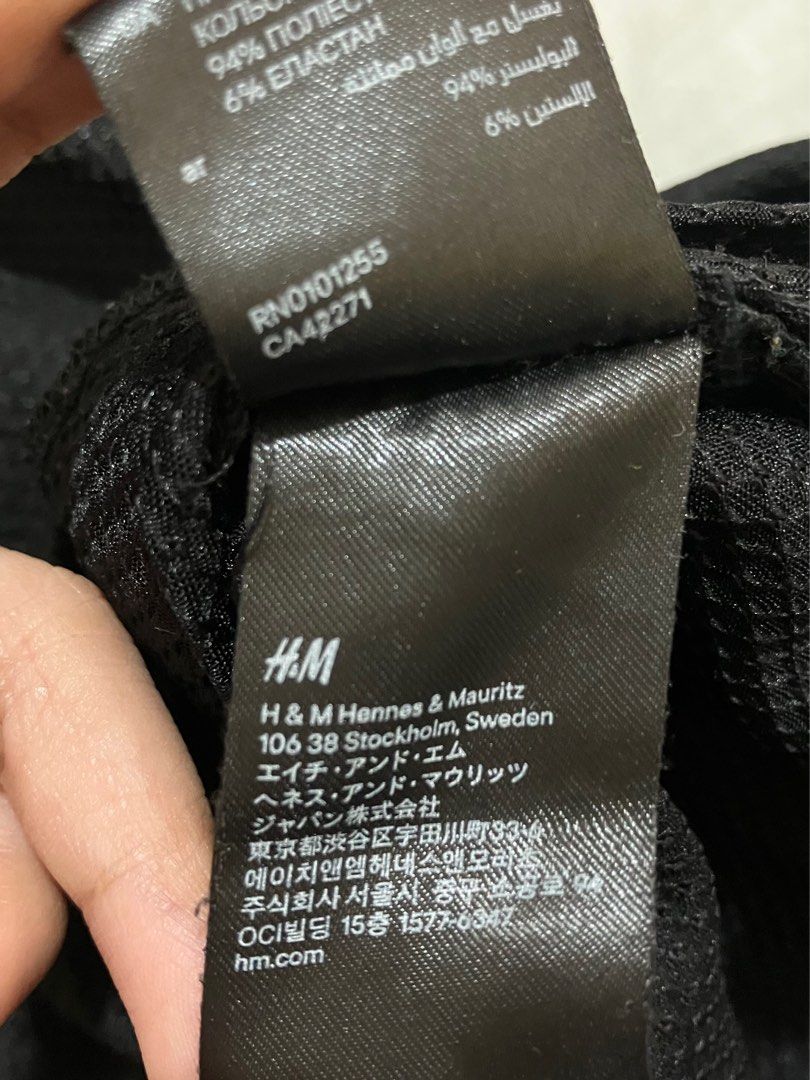 КОЛЬО
94% ПОЛІЕСТ
6% ЕЛАСТАН
يغسل مع ألوان مماثلة
البوليستر 94%
الإلستين 6%
ar
RN0101255
CA42271
H&M
H & M Hennes & Mauritz
106 38 Stockholm, Sweden
エイチ・アンド・エム
ヘネス・アンド・マウリッツ
ジャパン株式会社
東京都渋谷区宇田川町33-6
에이치앤엠헤네스앤모리츠
주식회사 서울시 중구 소공로 94
OCI빌딩 15층 1577-6347
hm.com